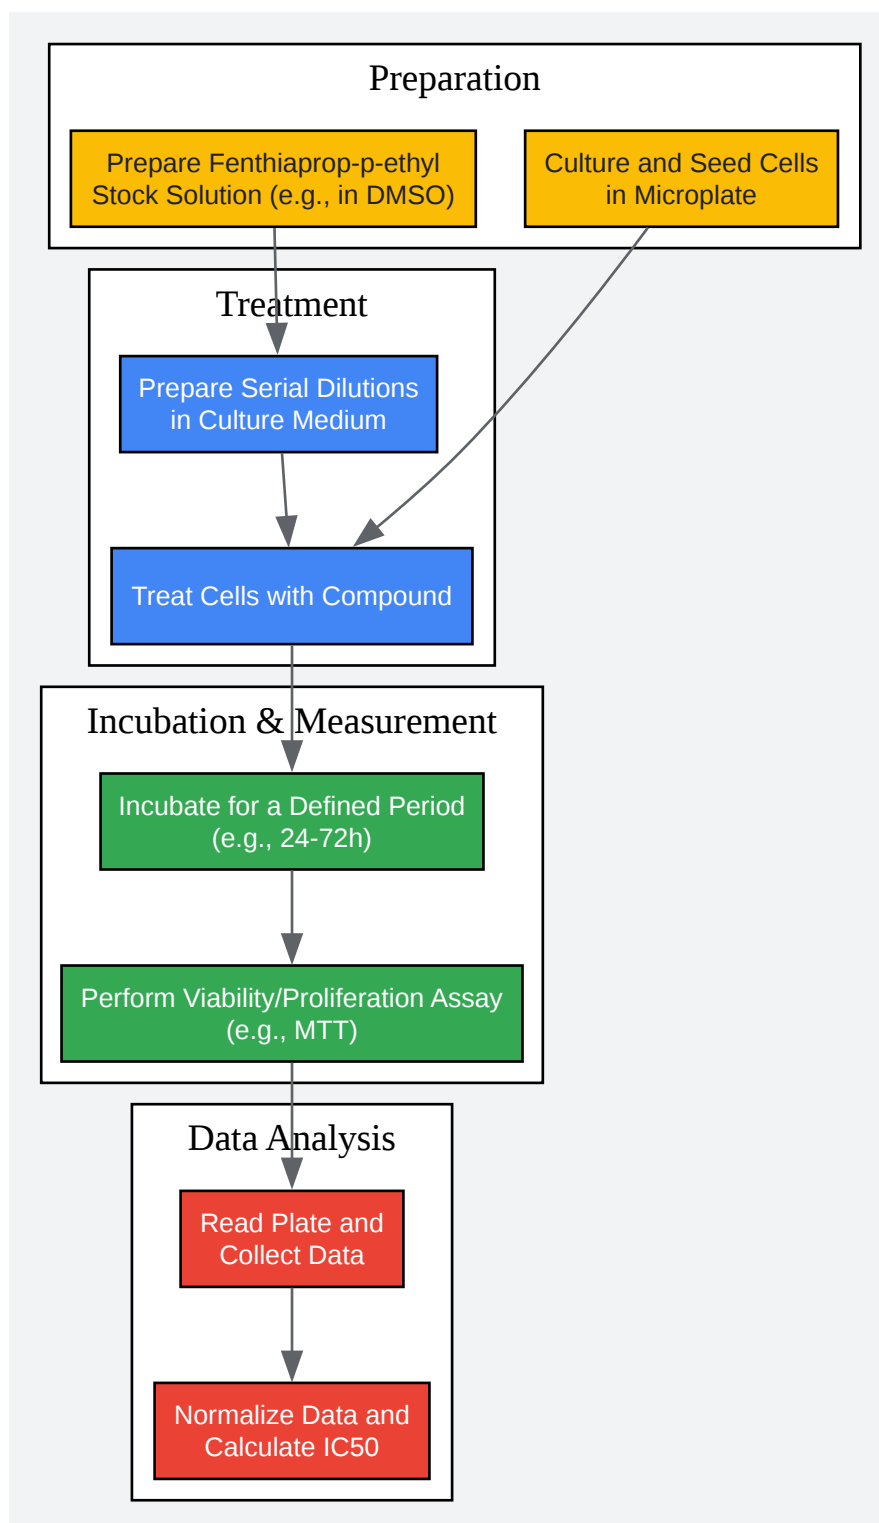 Preparation
Prepare Fenthiaprop-p-ethyl
Stock Solution (e.g., in DMSO)
Culture and Seed Cells
in Microplate
Treatment
Prepare Serial Dilutions
in Culture Medium
Treat Cells with Compound
Incubation & Measurement
Incubate for a Defined Period
(e.g., 24-72h)
Perform Viability/Proliferation Assay
(e.g., MTT)
Data Analysis
Read Plate and
Collect Data
Normalize Data and
Calculate IC50